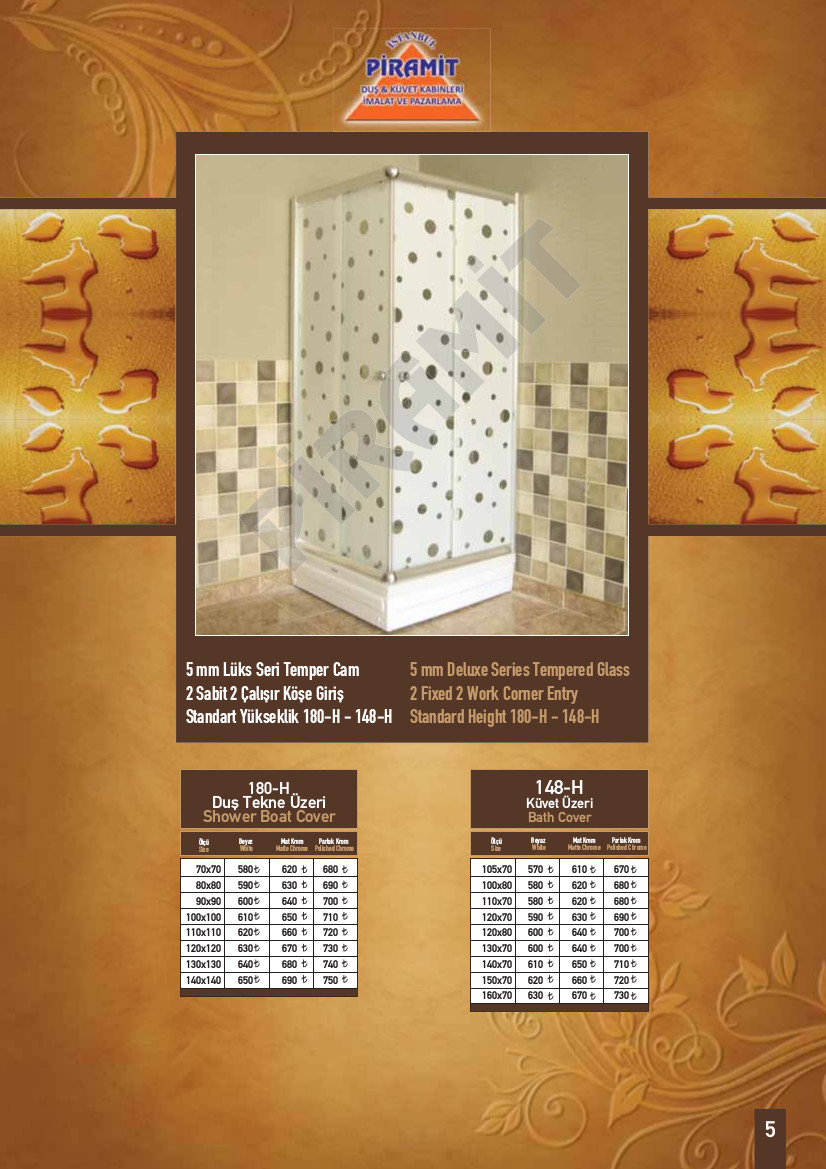 İSTANBUL
PİRAMİT
DUŞ & KÜVET KABİNLERİ
İMALAT VE PAZARLAMA
PİRAMİT
5 mm Lüks Seri Temper Cam
2 Sabit 2 Çalışır Köşe Giriş
Standart Yükseklik 180-H - 148-H
5 mm Deluxe Series Tempered Glass
2 Fixed 2 Work Corner Entry
Standard Height 180-H - 148-H
180-H
Duş Tekne Üzeri
Shower Boat Cover
Ölçü Beyaz Mat Krom Parlak Krom
Size White Matte Chrome Polished Chrome
70x70 580₺ 620 ₺ 680 ₺
80x80 590₺ 630 ₺ 690 ₺
90x90 600₺ 640 ₺ 700 ₺
100x100 610₺ 650 ₺ 710 ₺
110x110 620₺ 660 ₺ 720 ₺
120x120 630₺ 670 ₺ 730 ₺
130x130 640₺ 680 ₺ 740 ₺
140x140 650₺ 690 ₺ 750 ₺
148-H
Küvet Üzeri
Bath Cover
Ölçü Beyaz Mat Krom Parlak Krom
Size White Matte Chrome Polished Chrome
105x70 570 ₺ 610 ₺ 670 ₺
100x80 580 ₺ 620 ₺ 680 ₺
110x70 580 ₺ 620 ₺ 680 ₺
120x70 590 ₺ 630 ₺ 690 ₺
120x80 600 ₺ 640 ₺ 700 ₺
130x70 600 ₺ 640 ₺ 700 ₺
140x70 610 ₺ 650 ₺ 710 ₺
150x70 620 ₺ 660 ₺ 720 ₺
160x70 630 ₺ 670 ₺ 730 ₺
5